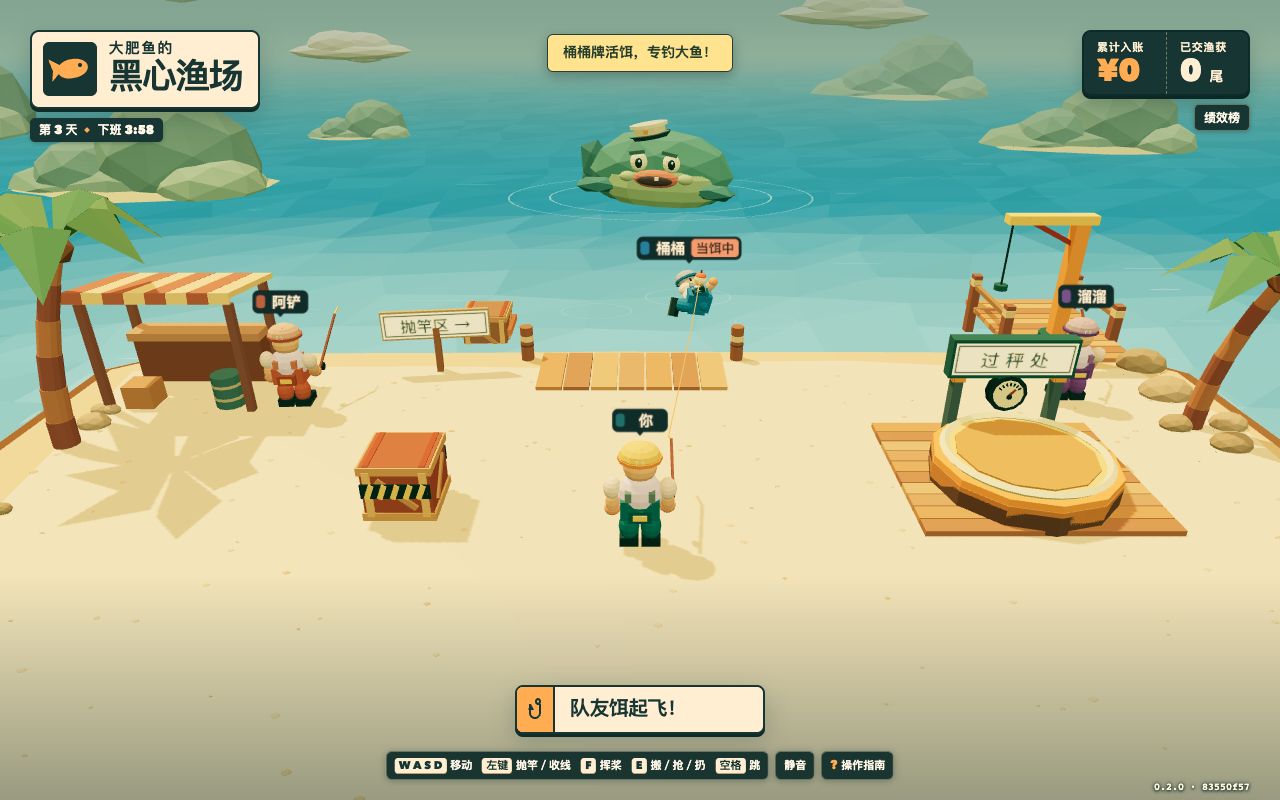 大肥鱼的
黑心渔场
第 3 天 ◆ 下班 3:58
桶桶牌活饵，专钓大鱼！
累计入账 已交渔获
¥0 0 尾
绩效榜
桶桶 当饵中
阿铲
溜溜
抛竿区 →
过秤处
你
队友饵起飞！
WASD 移动 左键 抛竿 / 收线 F 挥桨 E 搬 / 抢 / 扔 空格 跳 静音 ? 操作指南
0.2.0 · 83550f57